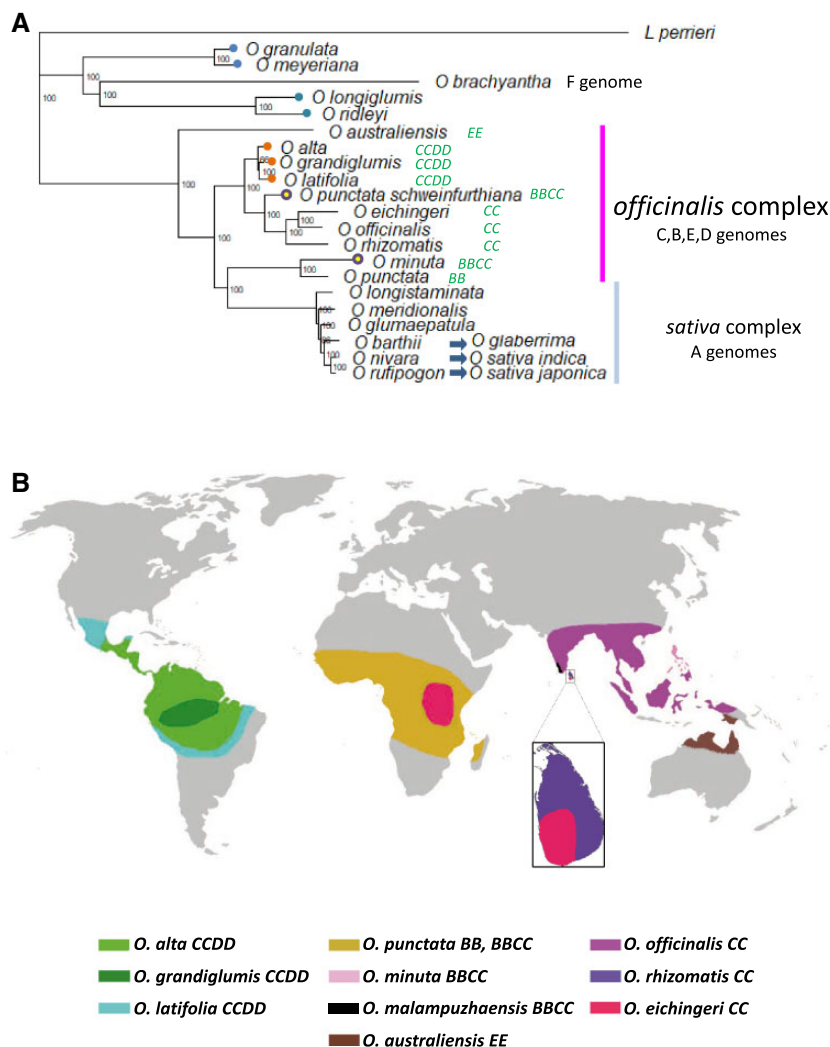 A
L perrieri
O granulata
100
O meyeriana
100
O brachyantha F genome
100
100
O longiglumis
100
O ridleyi
O australiensis EE
O alta CCDD
O grandiglumis CCDD
100
O latifolia CCDD
100
100
O punctata schweinfurthiana BBCC
O eichingeri CC
100
100
O officinalis CC
100
O rhizomatis CC
O minuta BBCC
100
100
O punctata BB
O longistaminata
O meridionalis
100
O glumaepatula
100
O barthii O glaberrima
O nivara O sativa indica
100
O rufipogon O sativa japonica
100
officinalis complex
C,B,E,D genomes
sativa complex
A genomes
B
O. alta CCDD
O. grandiglumis CCDD
O. latifolia CCDD
O. punctata BB, BBCC
O. minuta BBCC
O. malampuzhaensis BBCC
O. australiensis EE
O. officinalis CC
O. rhizomatis CC
O. eichingeri CC